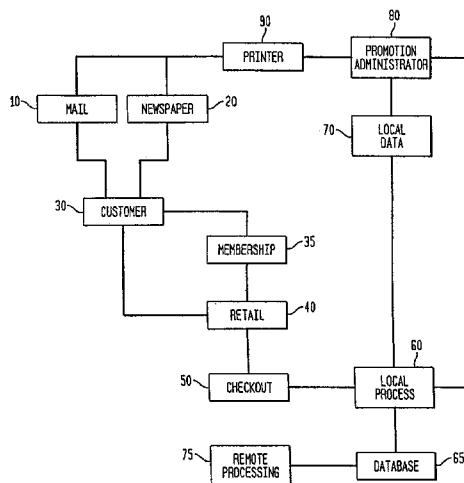 90
PRINTER
80
PROMOTION
ADMINISTRATOR
10
MAIL
20
NEWSPAPER
70
LOCAL
DATA
30
CUSTOMER
35
MEMBERSHIP
40
RETAIL
50
CHECKOUT
60
LOCAL
PROCESS
75
REMOTE
PROCESSING
DATABASE
65